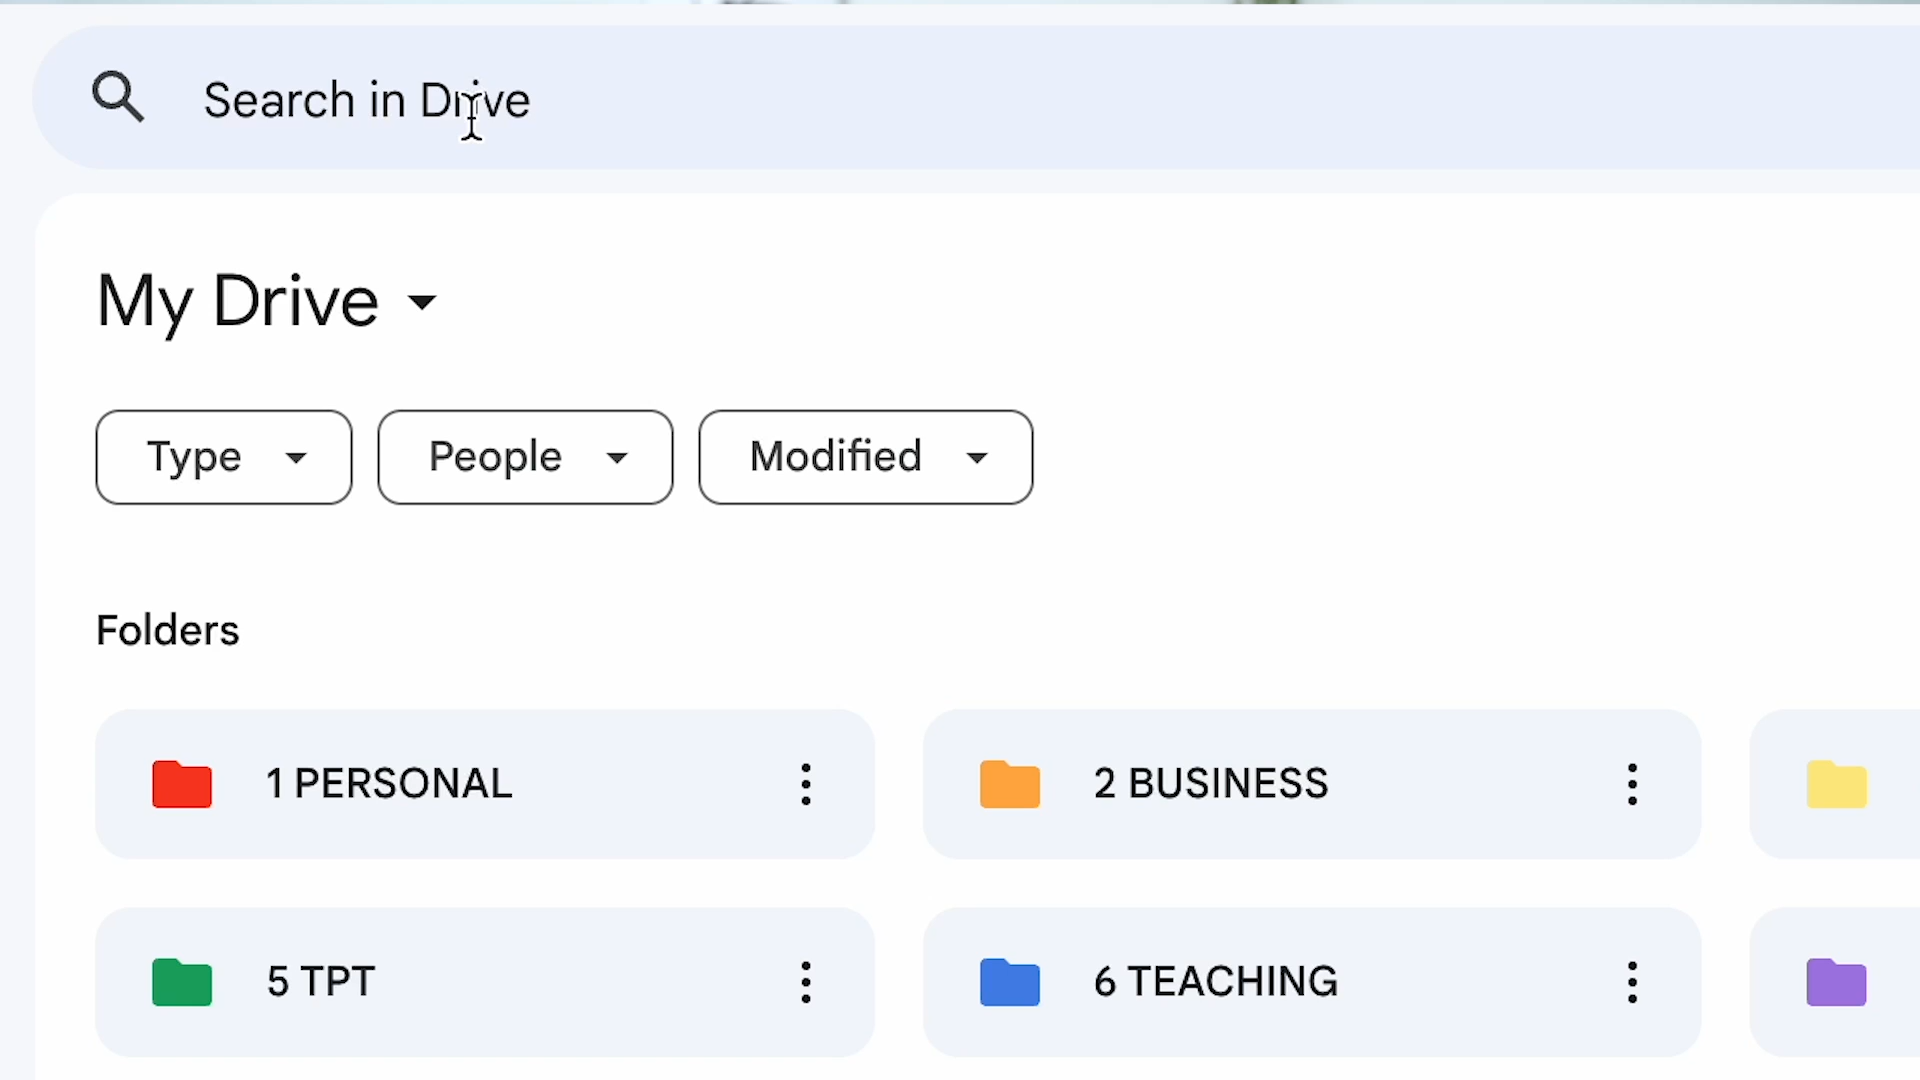 Search in Drive
My Drive
Type People Modified
Folders
1 PERSONAL 2 BUSINESS
5 TPT 6 TEACHING